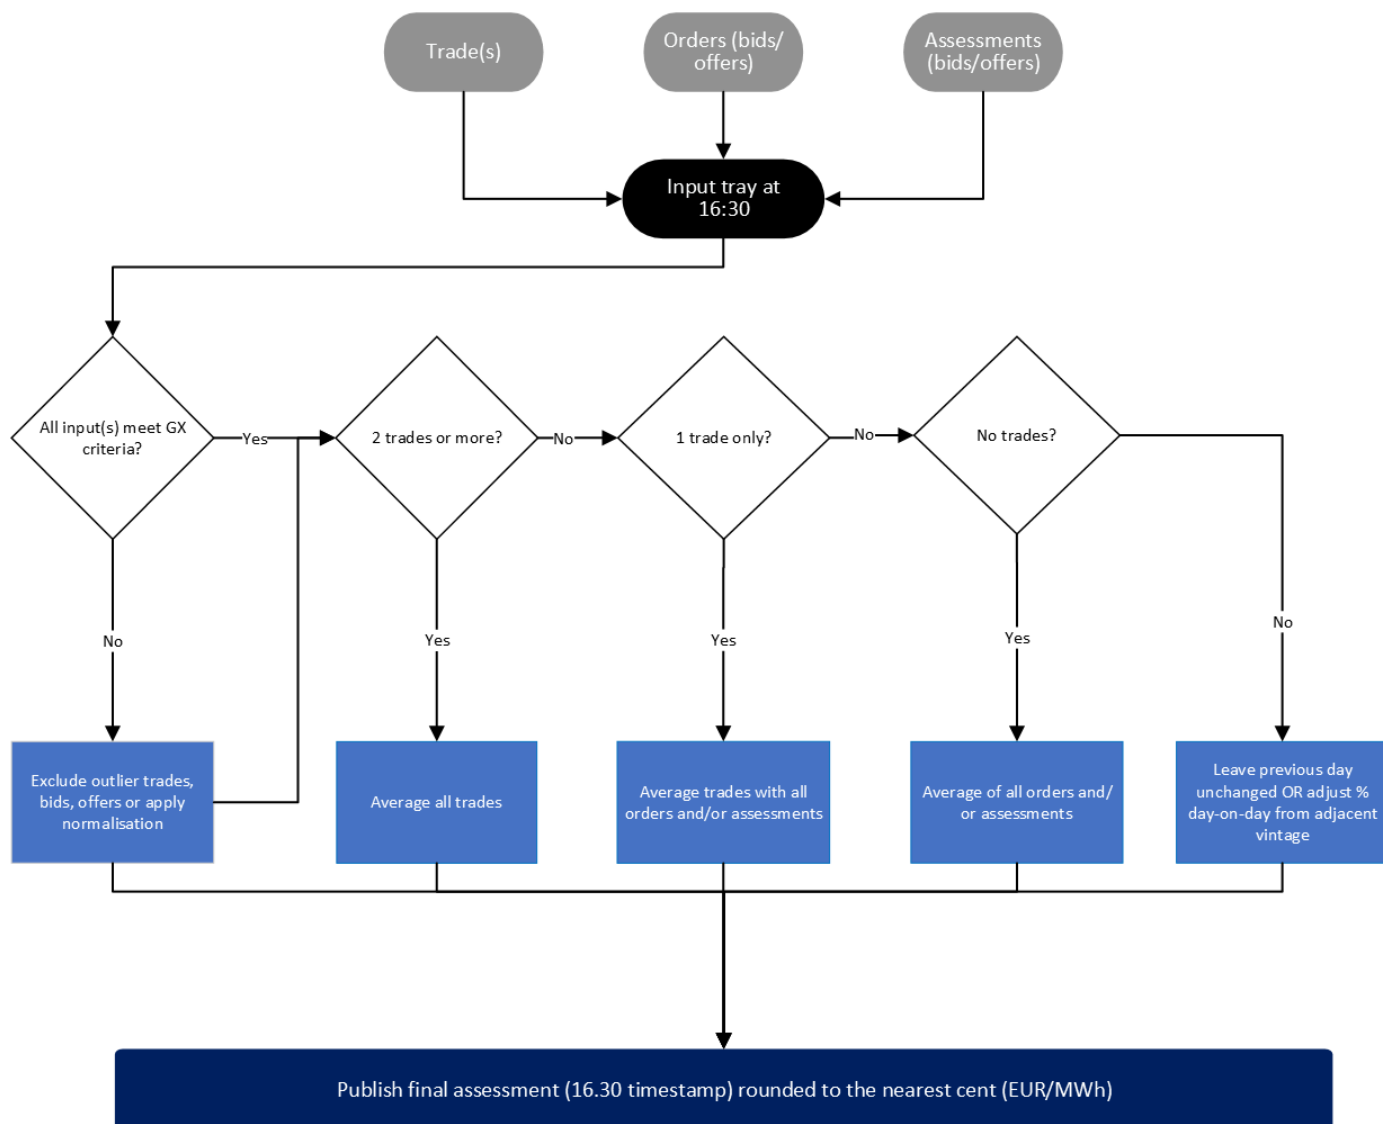 Trade(s)
Orders (bids/
offers)
Assessments
(bids/offers)
Input tray at
16:30
All input(s) meet GX
criteria?
Yes
2 trades or more?
No
1 trade only?
No
No trades?
No
Yes
Yes
Yes
No
Exclude outlier trades,
bids, offers or apply
normalisation
Average all trades
Average trades with all
orders and/or assessments
Average of all orders and/
or assessments
Leave previous day
unchanged OR adjust %
day-on-day from adjacent
vintage
Publish final assessment (16.30 timestamp) rounded to the nearest cent (EUR/MWh)